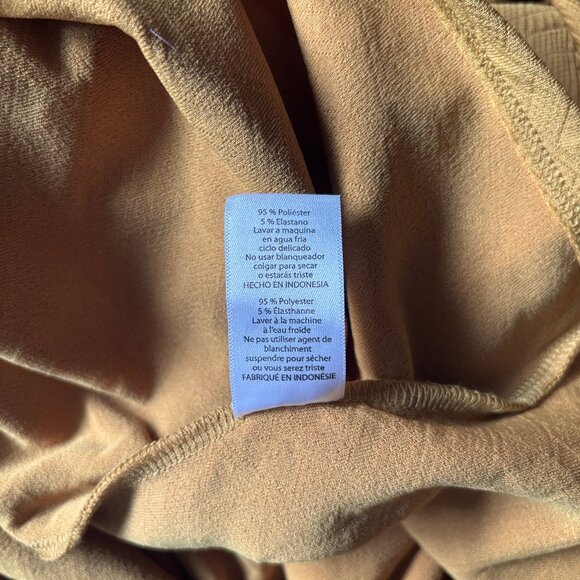 95 % Poliéster
5 % Elastano
Lavar a maquina
en agua fria
ciclo delicado
No usar blanqueador
colgar para secar
o estarás triste
HECHO EN INDONESIA
95 % Polyester
5 % Élasthanne
Laver à la machine
à l'eau froide
Ne pas utiliser agent de
blanchiment
suspendre pour sécher
ou vous serez triste
FABRIQUÉ EN INDONÉSIE